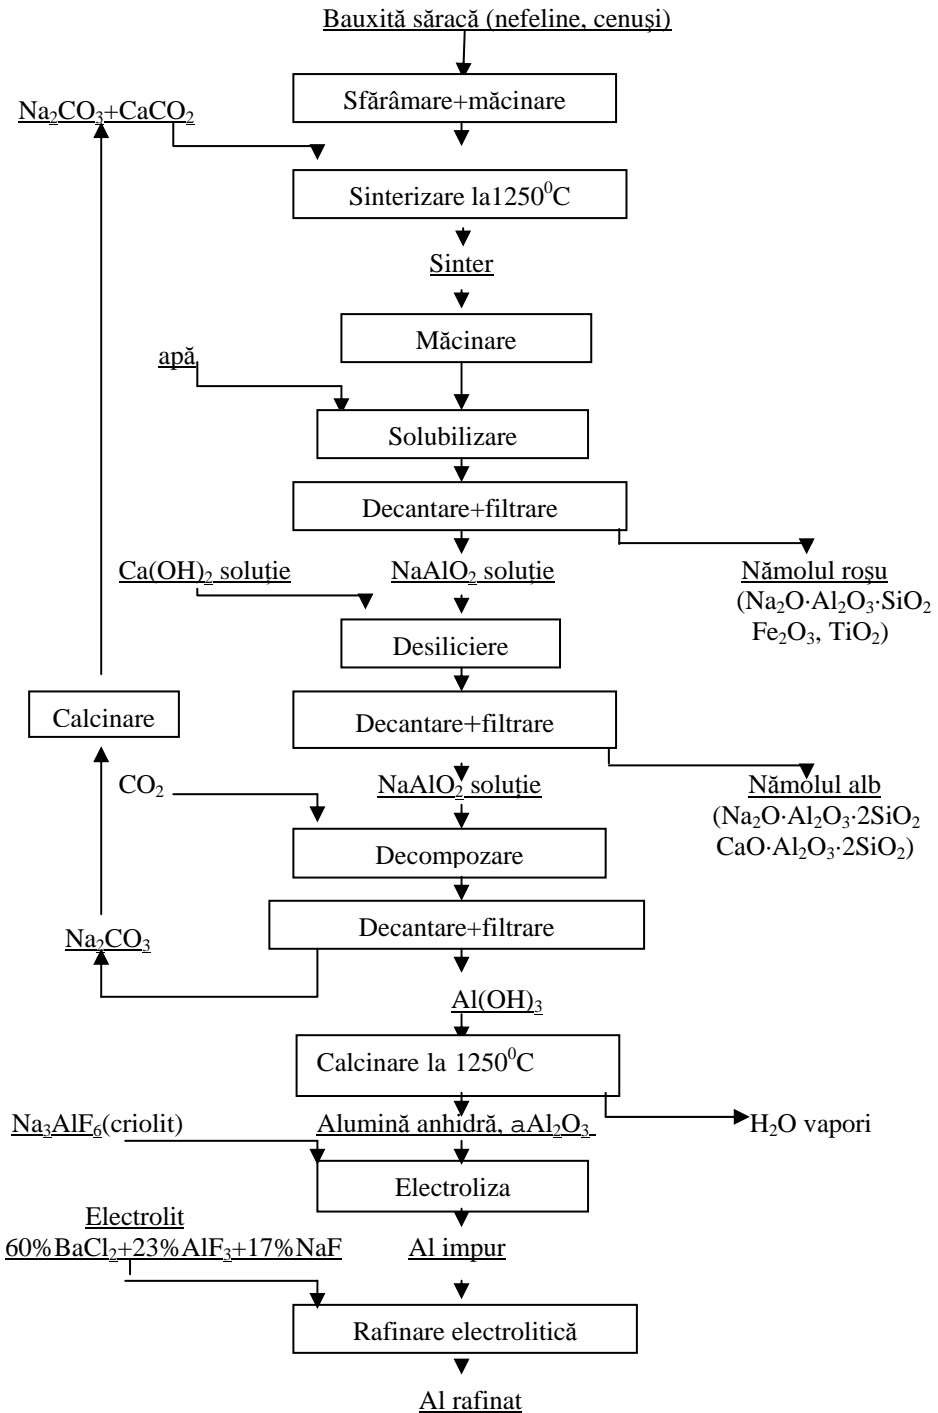 Bauxită săracă (nefeline, cenuşi)
Sfărâmare+măcinare
Na₂CO₃+CaCO₂
Sinterizare la1250⁰C
Sinter
Măcinare
apă
Solubilizare
Decantare+filtrare
Ca(OH)₂ soluţie
NaAlO₂ soluţie
Nămolul roşu
(Na₂O·Al₂O₃·SiO₂
Fe₂O₃, TiO₂)
Desiliciere
Calcinare
Decantare+filtrare
CO₂
NaAlO₂ soluţie
Nămolul alb
(Na₂O·Al₂O₃·2SiO₂
CaO·Al₂O₃·2SiO₂)
Decompozare
Decantare+filtrare
Na₂CO₃
Al(OH)₃
Calcinare la 1250⁰C
Na₃AlF₆(criolit)
Alumină anhidră, aAl₂O₃
H₂O vapori
Electroliza
Electrolit
60%BaCl₂+23%AlF₃+17%NaF
Al impur
Rafinare electrolitică
Al rafinat